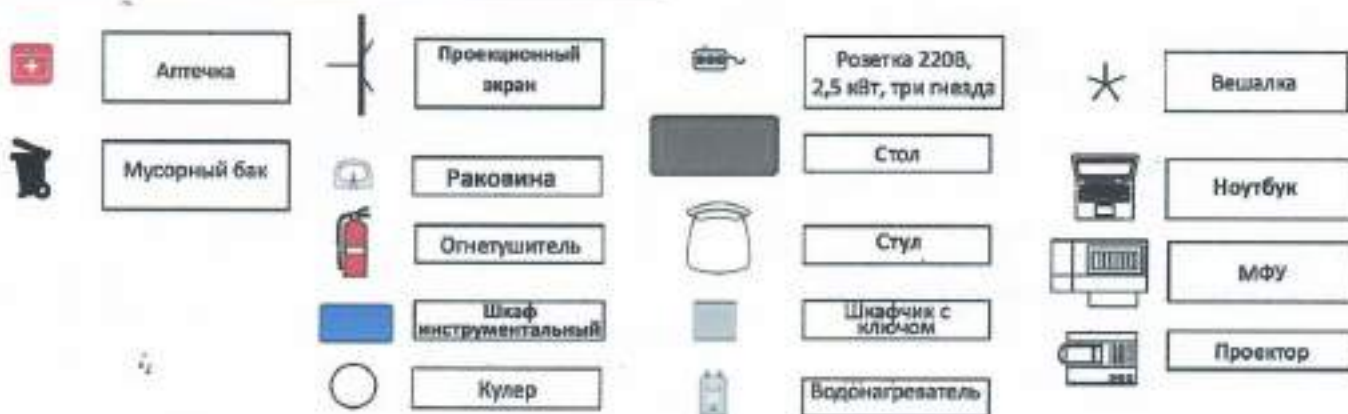 Аптечка
Мусорный бак
Проекционный
экран
Раковина
Огнетушитель
Шкаф
инструментальный
Кулер
Розетка 220В,
2,5 кВт, три гнезда
Стол
Стул
Шкафчик с
ключом
Водонагреватель
Вешалка
Ноутбук
МФУ
Проектор